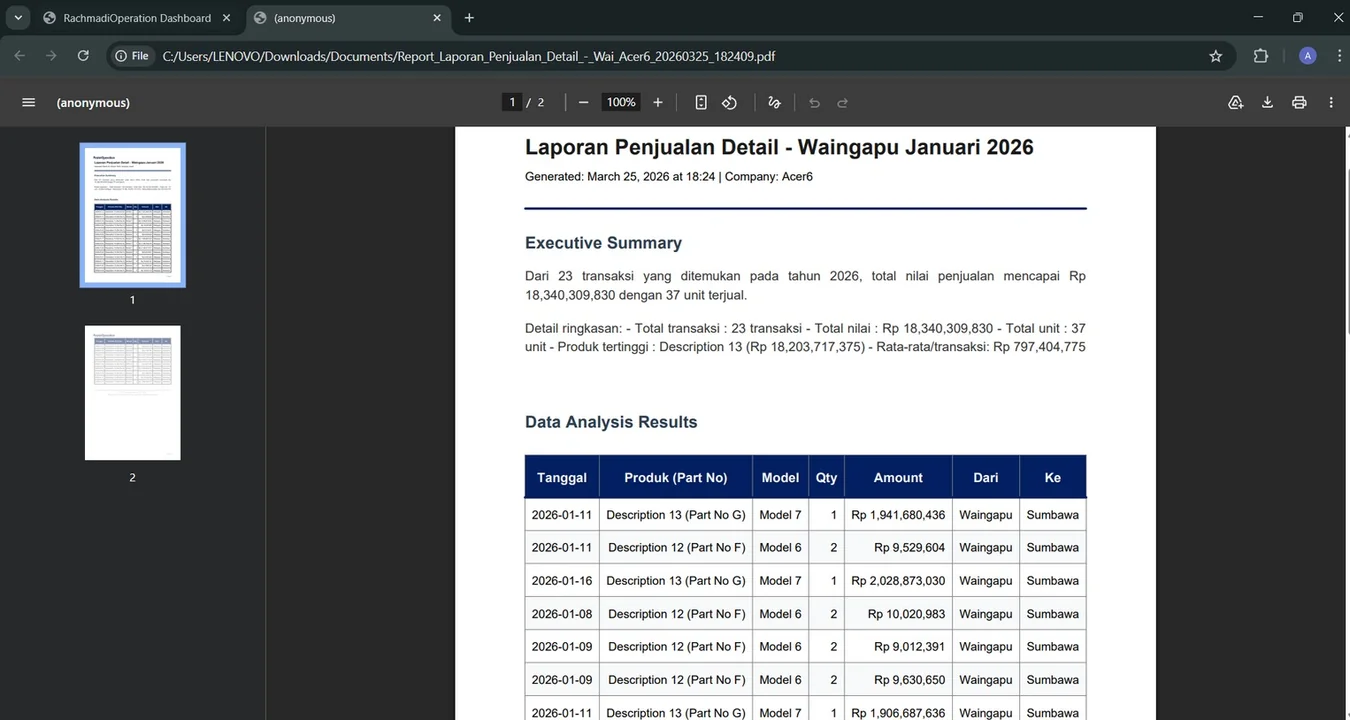 RachmadiOperation Dashboard
(anonymous)
File
C:/Users/LENOVO/Downloads/Documents/Report_Laporan_Penjualan_Detail_-_Wai_Acer6_20260325_182409.pdf
A
(anonymous)
1 / 2
100%
1
2
Laporan Penjualan Detail - Waingapu Januari 2026
Generated: March 25, 2026 at 18:24 | Company: Acer6
Executive Summary
Dari 23 transaksi yang ditemukan pada tahun 2026, total nilai penjualan mencapai Rp
18,340,309,830 dengan 37 unit terjual.
Detail ringkasan: - Total transaksi : 23 transaksi - Total nilai : Rp 18,340,309,830 - Total unit : 37
unit - Produk tertinggi : Description 13 (Rp 18,203,717,375) - Rata-rata/transaksi: Rp 797,404,775
Data Analysis Results
Tanggal Produk (Part No) Model Qty Amount Dari Ke
2026-01-11 Description 13 (Part No G) Model 7 1 Rp 1,941,680,436 Waingapu Sumbawa
2026-01-11 Description 12 (Part No F) Model 6 2 Rp 9,529,604 Waingapu Sumbawa
2026-01-16 Description 13 (Part No G) Model 7 1 Rp 2,028,873,030 Waingapu Sumbawa
2026-01-08 Description 12 (Part No F) Model 6 2 Rp 10,020,983 Waingapu Sumbawa
2026-01-09 Description 12 (Part No F) Model 6 2 Rp 9,012,391 Waingapu Sumbawa
2026-01-09 Description 12 (Part No F) Model 6 2 Rp 9,630,650 Waingapu Sumbawa
2026-01-11 Description 13 (Part No G) Model 7 1 Rp 1,906,687,636 Waingapu Sumbawa